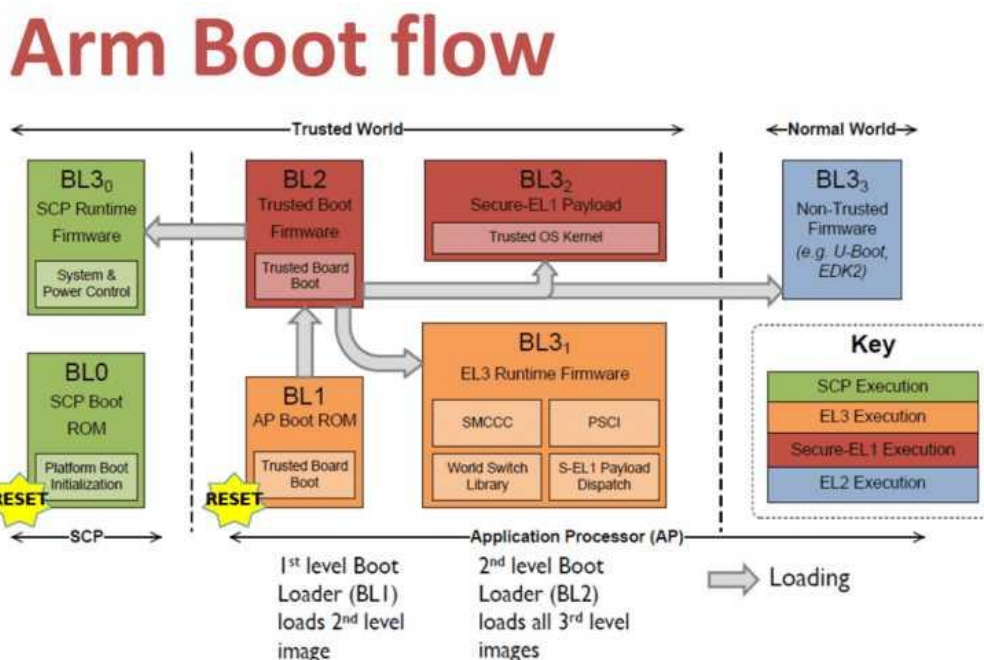 Arm Boot flow
Trusted World
Normal World
BL3₀
SCP Runtime
Firmware
System &
Power Control
BL2
Trusted Boot
Firmware
Trusted Board
Boot
BL3₂
Secure-EL1 Payload
Trusted OS Kernel
BL3₃
Non-Trusted
Firmware
(e.g. U-Boot,
EDK2)
BL0
SCP Boot
ROM
Platform Boot
Initialization
RESET
BL1
AP Boot ROM
Trusted Board
Boot
RESET
BL3₁
EL3 Runtime Firmware
SMCCC
PSCI
World Switch
Library
S-EL1 Payload
Dispatch
Key
SCP Execution
EL3 Execution
Secure-EL1 Execution
EL2 Execution
SCP
Application Processor (AP)
1st level Boot
Loader (BL1)
loads 2nd level
image
2nd level Boot
Loader (BL2)
loads all 3rd level
images
Loading